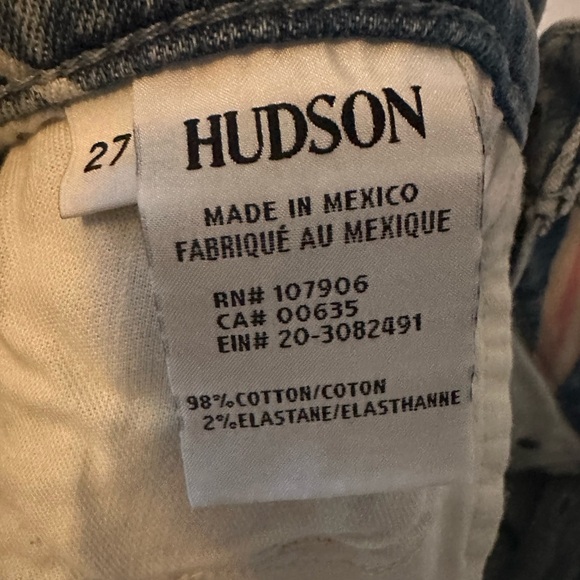 27
HUDSON
MADE IN MEXICO
FABRIQUÉ AU MEXIQUE
RN# 107906
CA# 00635
EIN# 20-3082491
98%COTTON/COTON
2%ELASTANE/ELASTHANNE